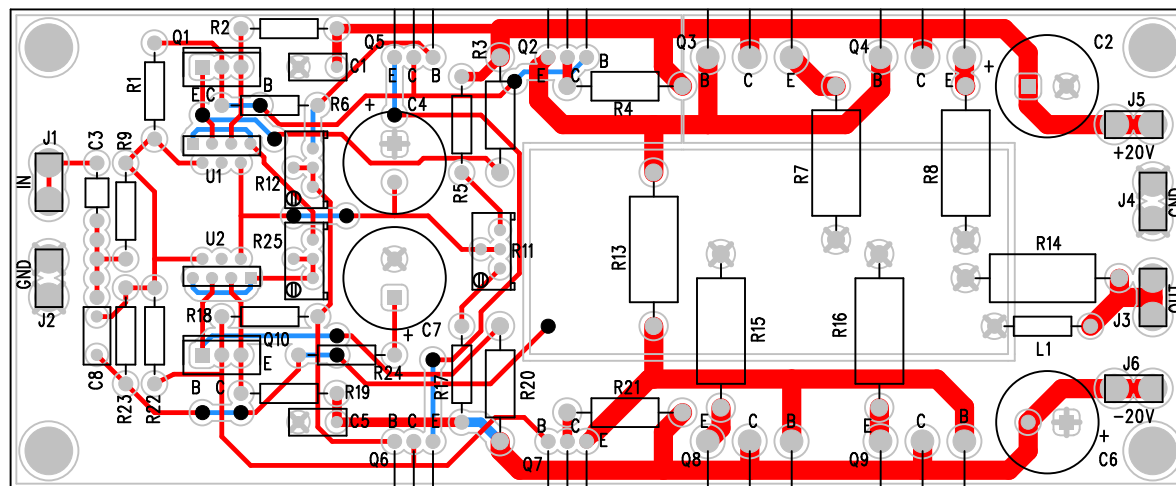 R2
Q1
Q5
R3
Q2
Q3
Q4
C2
C1
E C B
B
B C E
B C E
+
R1
R6
+
C4
R4
J5
+20V
E C B
J1
C3
R9
IN
U1
R12
R5
R7
R8
J4
GND
U2
R25
R11
R13
R14
GND
J2
R18
Q10
C7
+
R15
R16
J3
OUT
L1
E
R24
C8
B C
R19
R17
R20
R21
J6
-20V
R23
R22
C5
B C E
B C E
E C B
E C B
+
C6
Q6
Q7
Q8
Q9